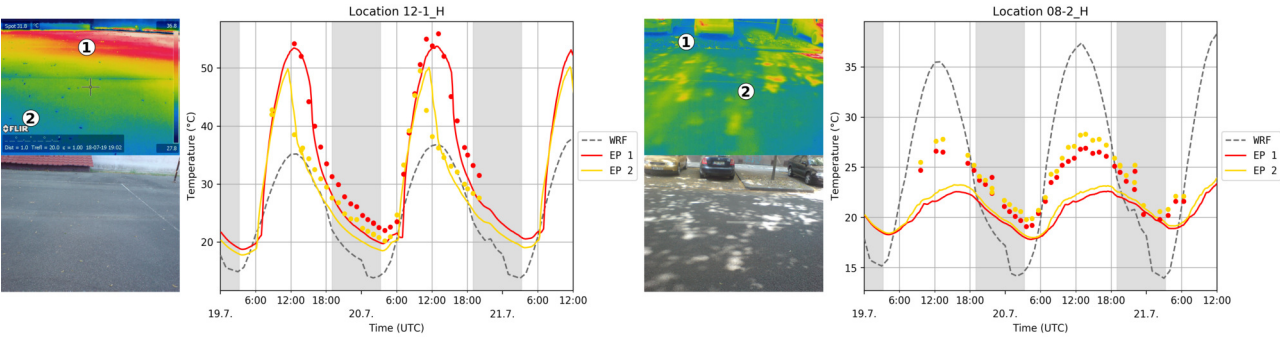 Spot 31.0 °C
36.8
1
2
FLIR
Dist = 1.0 Trefl = 20.0 ε = 1.00 18-07-19 19:02
27.8
Location 12-1_H
Temperature (°C)
50
40
30
20
6:00 12:00 18:00 6:00 12:00 18:00 6:00 12:00
19.7. 20.7. 21.7.
Time (UTC)
WRF
EP 1
EP 2
1
2
Location 08-2_H
Temperature (°C)
35
30
25
20
15
6:00 12:00 18:00 6:00 12:00 18:00 6:00 12:00
19.7. 20.7. 21.7.
Time (UTC)
WRF
EP 1
EP 2